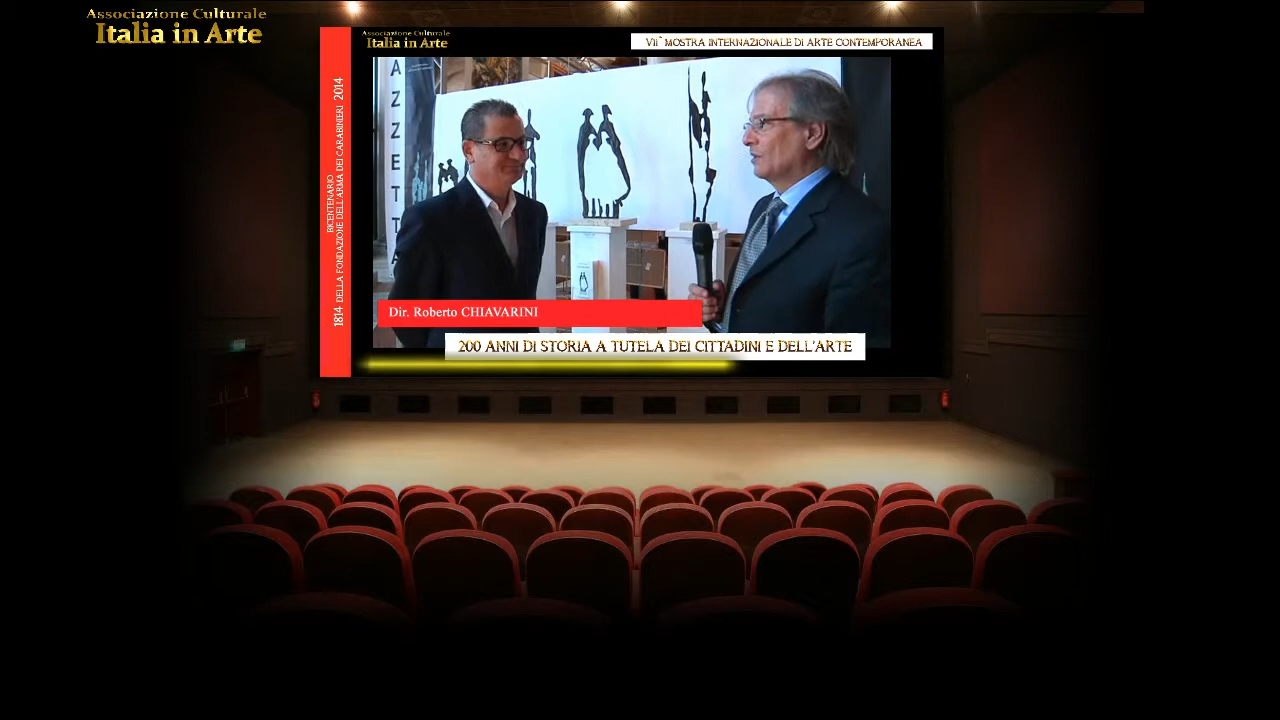 Associazione Culturale
Italia in Arte
Associazione Culturale
Italia in Arte
VII^ MOSTRA INTERNAZIONALE DI ARTE CONTEMPORANEA
BICENTENARIO
1814 DELLA FONDAZIONE DELL'ARMA DEI CARABINIERI 2014
AZZETTA
Dir. Roberto CHIAVARINI
200 ANNI DI STORIA A TUTELA DEI CITTADINI E DELL'ARTE